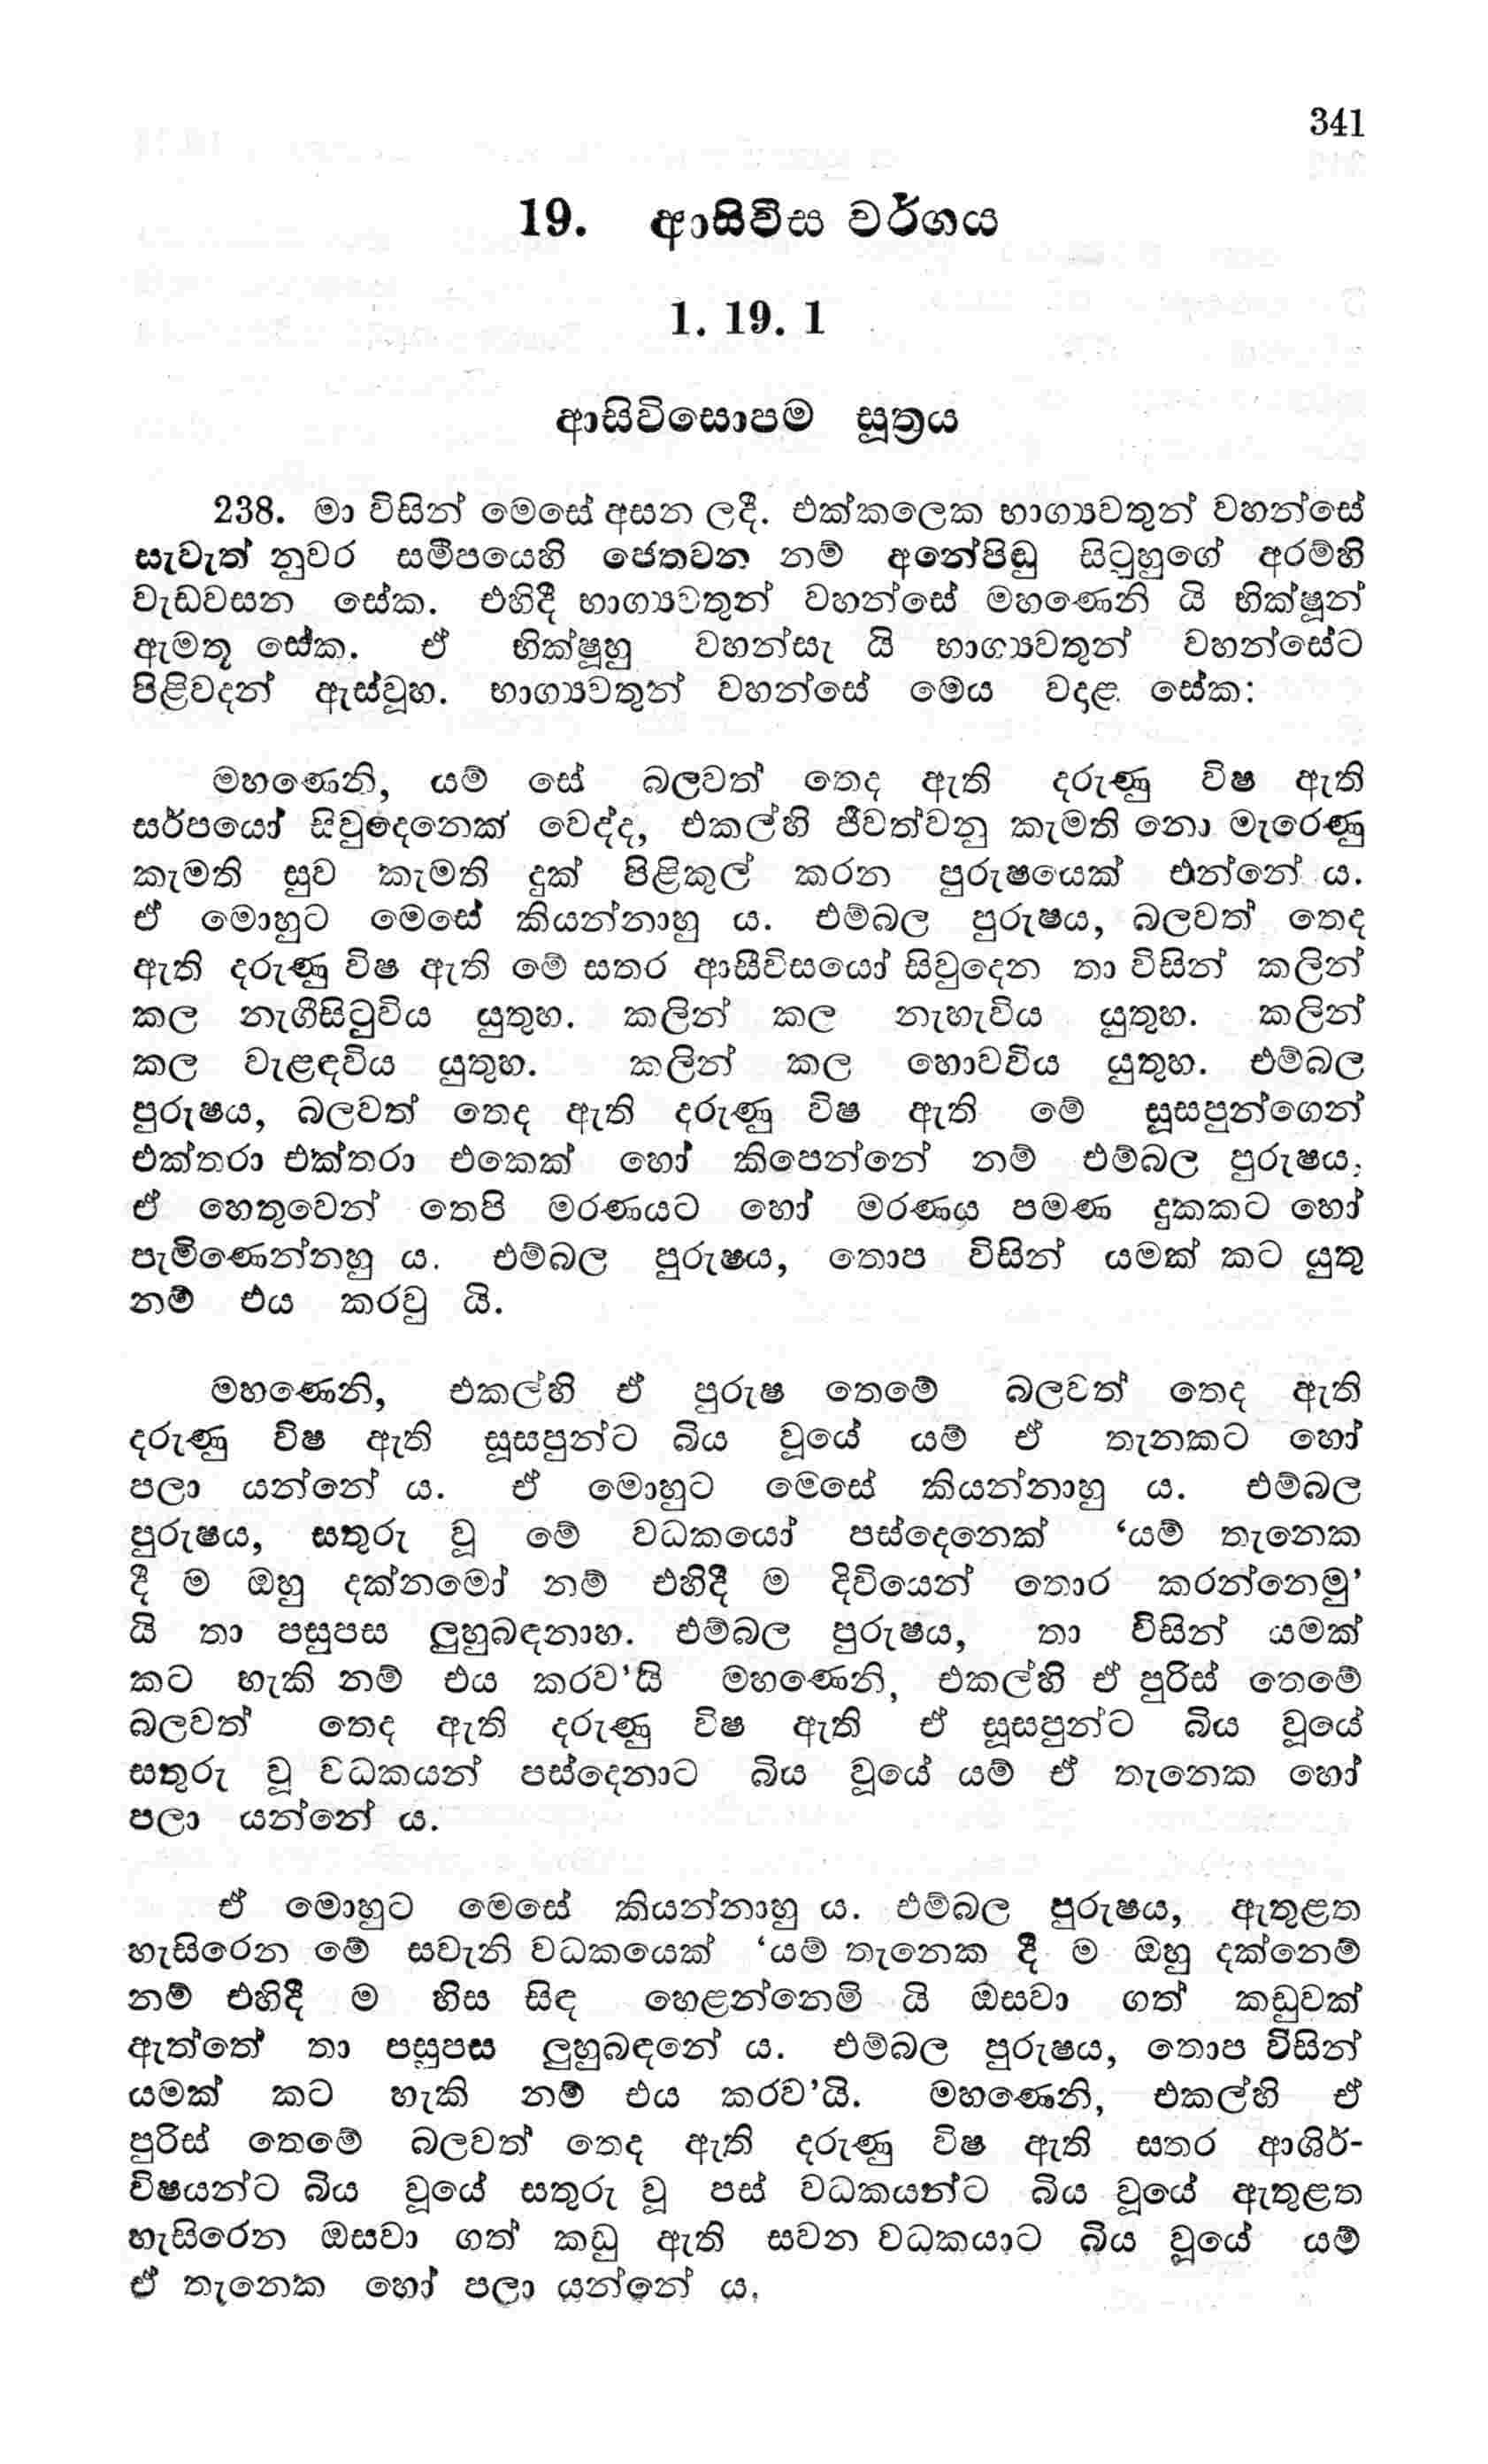 341
19. ආසිවිස වර්ගය
1. 19. 1
ආසිවිසොපම සූත්‍රය
238. මා විසින් මෙසේ අසන ලදී. එක්කලෙක භාග්‍යවතුන් වහන්සේ
සැවැත් නුවර සමීපයෙහි ජෙතවන නම් අනේපිඬු සිටුහුගේ අරම්හි
වැඩවසන සේක. එහිදී භාග්‍යවතුන් වහන්සේ මහණෙනි යි භික්ෂූන්
ඇමතූ සේක. ඒ භික්ෂූහු වහන්සැ යි භාග්‍යවතුන් වහන්සේට
පිළිවදන් ඇස්වූහ. භාග්‍යවතුන් වහන්සේ මෙය වදාළ සේක:
මහණෙනි, යම් සේ බලවත් තෙද ඇති දරුණු විෂ ඇති
සර්පයෝ සිවුදෙනෙක් වෙද්ද, එකල්හි ජීවත්වනු කැමති නො මැරෙණු
කැමති සුව කැමති දුක් පිළිකුල් කරන පුරුෂයෙක් එන්නේ ය.
ඒ මොහුට මෙසේ කියන්නාහු ය. එම්බල පුරුෂය, බලවත් තෙද
ඇති දරුණු විෂ ඇති මේ සතර ආසීවිසයෝ සිවුදෙන තා විසින් කලින්
කල නැගීසිටුවිය යුතුහ. කලින් කල නැහැවිය යුතුහ. කලින්
කල වැළඳවිය යුතුහ. කලින් කල හොවවිය යුතුහ. එම්බල
පුරුෂය, බලවත් තෙද ඇති දරුණු විෂ ඇති මේ සූසපුන්ගෙන්
එක්තරා එක්තරා එකෙක් හෝ කිපෙන්නේ නම් එම්බල පුරුෂය,
ඒ හෙතුවෙන් තෙපි මරණයට හෝ මරණය පමණ දුකකට හෝ
පැමිණෙන්නහු ය. එම්බල පුරුෂය, තොප විසින් යමක් කට යුතු
නම් එය කරවු යි.
මහණෙනි, එකල්හි ඒ පුරුෂ තෙමේ බලවත් තෙද ඇති
දරුණු විෂ ඇති සූසපුන්ට බිය වූයේ යම් ඒ තැනකට හෝ
පලා යන්නේ ය. ඒ මොහුට මෙසේ කියන්නාහු ය. එම්බල
පුරුෂය, සතුරු වූ මේ වධකයෝ පස්දෙනෙක් ‘යම් තැනෙක
දී ම ඔහු දක්නමෝ නම් එහිදී ම දිවියෙන් තොර කරන්නෙමු’
යි තා පසුපස ලුහුබඳනාහ. එම්බල පුරුෂය, තා විසින් යමක්
කට හැකි නම් එය කරව’යි මහණෙනි, එකල්හි ඒ පුරිස් තෙමේ
බලවත් තෙද ඇති දරුණු විෂ ඇති ඒ සූසපුන්ට බිය වූයේ
සතුරු වූ වධකයන් පස්දෙනාට බිය වූයේ යම් ඒ තැනෙක හෝ
පලා යන්නේ ය.
ඒ මොහුට මෙසේ කියන්නාහු ය. එම්බල පුරුෂය, ඇතුළත
හැසිරෙන මේ සවැනි වධකයෙක් ‘යම් තැනෙක දී ම ඔහු දක්නෙම්
නම් එහිදී ම හිස සිඳ හෙළන්නෙමි යි ඔසවා ගත් කඩුවක්
ඇත්තේ තා පසුපස ලුහුබඳනේ ය. එම්බල පුරුෂය, තොප විසින්
යමක් කට හැකි නම් එය කරව’යි. මහණෙනි, එකල්හි ඒ
පුරිස් තෙමේ බලවත් තෙද ඇති දරුණු විෂ ඇති සතර ආශිර්-
විෂයන්ට බිය වූයේ සතුරු වූ පස් වධකයන්ට බිය වූයේ ඇතුළත
හැසිරෙන ඔසවා ගත් කඩු ඇති සවන වධකයාට බිය වූයේ යම්
ඒ තැනෙක හෝ පලා යන්නේ ය.